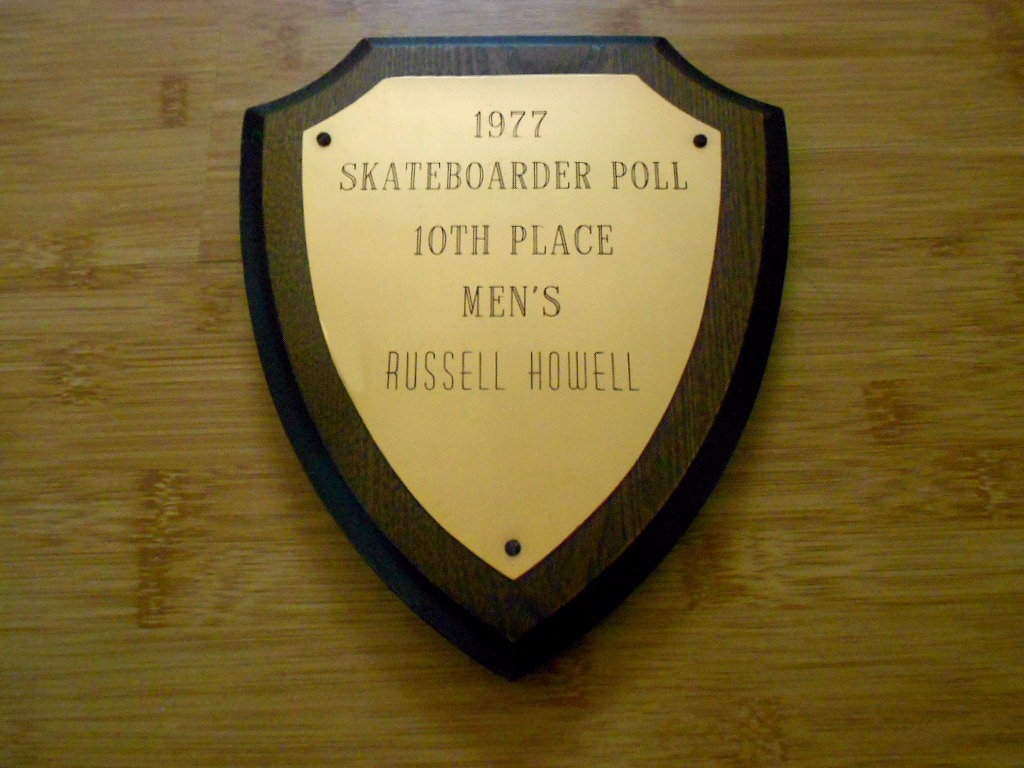 1977
SKATEBOARDER POLL
10TH PLACE
MEN'S
RUSSELL HOWELL